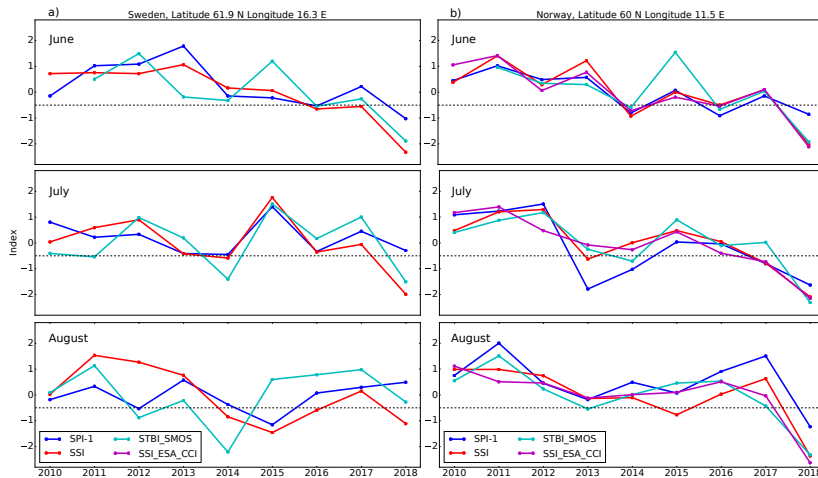 a) Sweden, Latitude 61.9 N Longitude 16.3 E
June
2
1
0
−1
−2
July
2
1
0
−1
−2
Index
August
2
1
0
−1
−2
SPI-1 STBI_SMOS
SSI SSI_ESA_CCI
2010 2011 2012 2013 2014 2015 2016 2017 2018
b) Norway, Latitude 60 N Longitude 11.5 E
June
2
1
0
−1
−2
July
2
1
0
−1
−2
August
2
1
0
−1
−2
SPI-1 STBI_SMOS
SSI SSI_ESA_CCI
2010 2011 2012 2013 2014 2015 2016 2017 2018